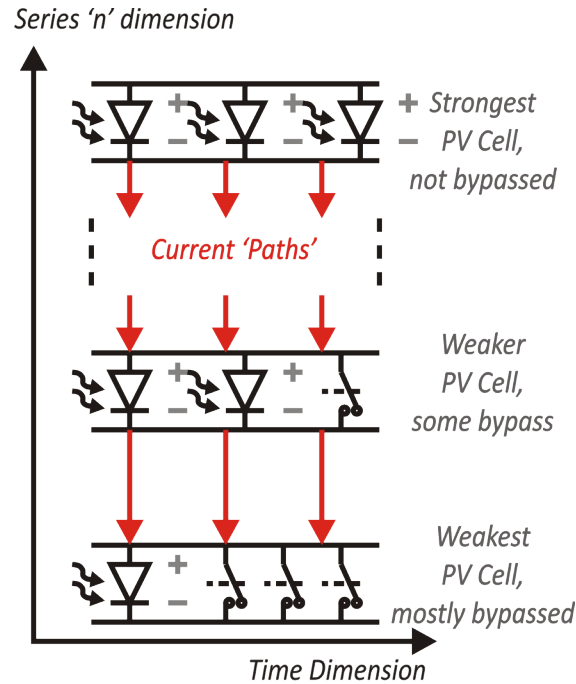 Series ‘n’ dimension
+ Strongest
PV Cell,
not bypassed
Current ‘Paths’
Weaker
PV Cell,
some bypass
Weakest
PV Cell,
mostly bypassed
Time Dimension